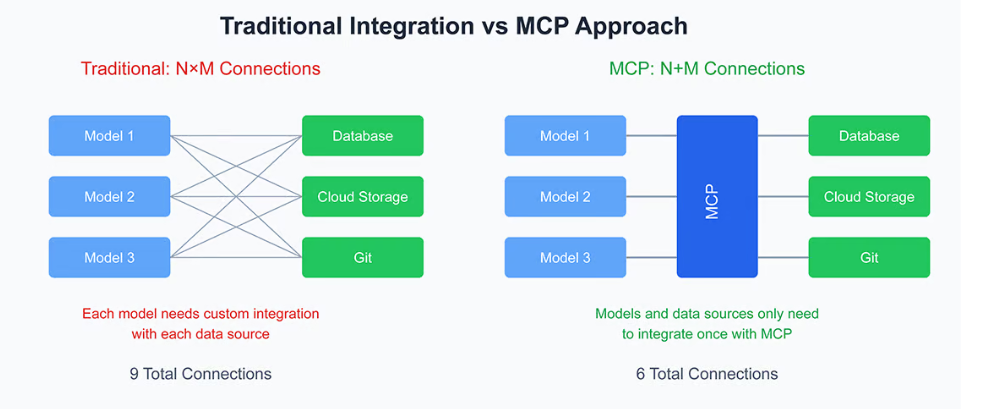 Traditional Integration vs MCP Approach
Traditional: N×M Connections
Model 1
Database
Model 2
Cloud Storage
Model 3
Git
Each model needs custom integration
with each data source
9 Total Connections
MCP: N+M Connections
Model 1
MCP
Database
Model 2
Cloud Storage
Model 3
Git
Models and data sources only need
to integrate once with MCP
6 Total Connections